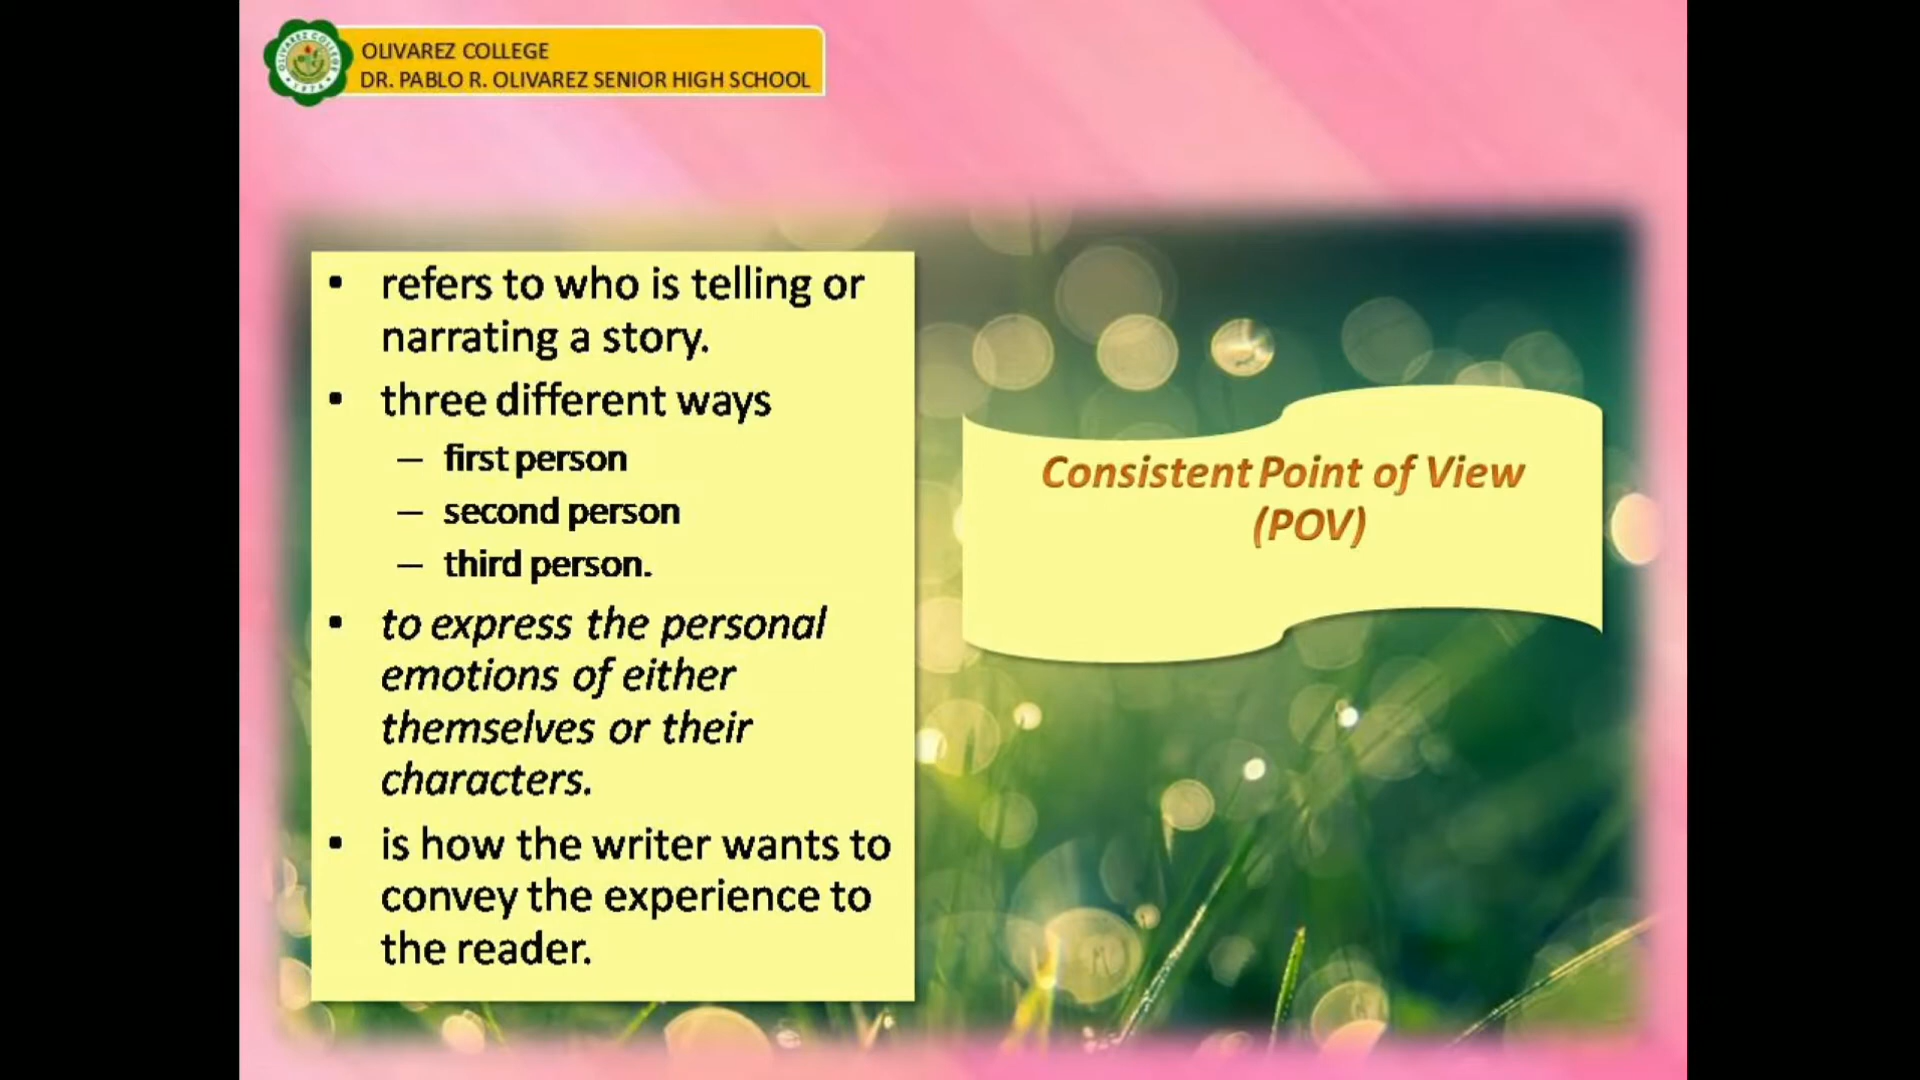 OLIVAREZ COLLEGE
DR. PABLO R. OLIVAREZ SENIOR HIGH SCHOOL
• refers to who is telling or
narrating a story.
• three different ways
– first person
– second person
– third person.
• to express the personal
emotions of either
themselves or their
characters.
• is how the writer wants to
convey the experience to
the reader.
Consistent Point of View
(POV)